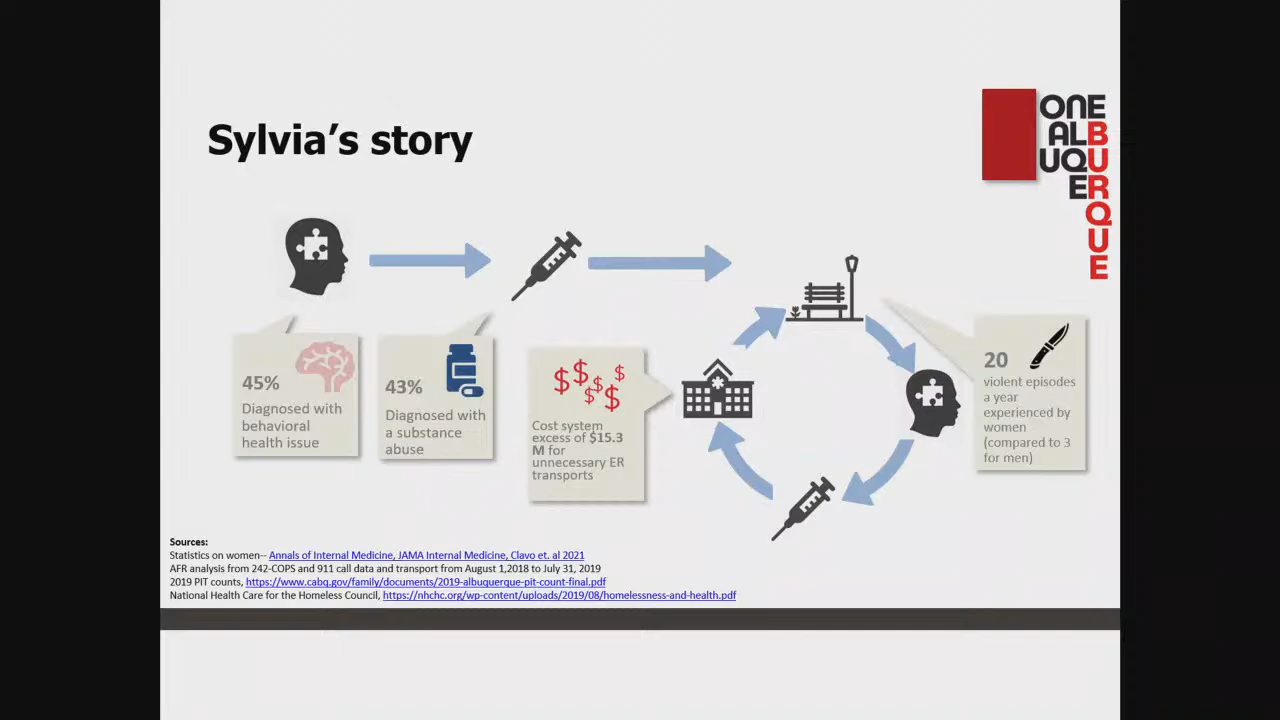 Sylvia's story
ONE
ALB
UQU
ER
BURQUE
45%
Diagnosed with
behavioral
health issue
43%
Diagnosed with
a substance
abuse
$ $ $ $ $ $
Cost system
excess of $15.3
M for
unnecessary ER
transports
20
violent episodes
a year
experienced by
women
(compared to 3
for men)
Sources:
Statistics on women-- Annals of Internal Medicine, JAMA Internal Medicine, Clavo et. al 2021
AFR analysis from 242-COPS and 911 call data and transport from August 1,2018 to July 31, 2019
2019 PIT counts, https://www.cabq.gov/family/documents/2019-albuquerque-pit-count-final.pdf
National Health Care for the Homeless Council, https://nhchc.org/wp-content/uploads/2019/08/homelessness-and-health.pdf